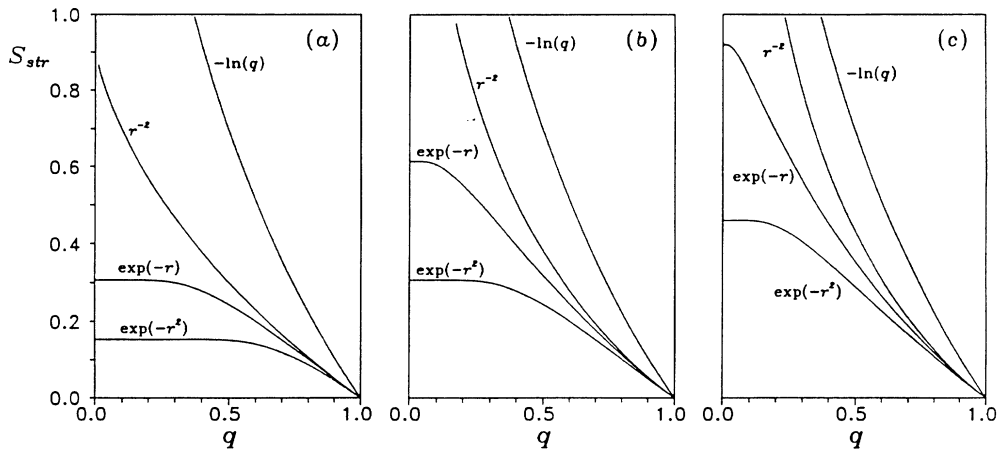 S_str
1.0
0.8
0.6
0.4
0.2
0.0
(a)
-ln(q)
r^-2
exp(-r)
exp(-r^2)
0.0
0.5
1.0
q
(b)
-ln(q)
r^-2
exp(-r)
exp(-r^2)
0.0
0.5
1.0
q
(c)
r^-2
-ln(q)
exp(-r)
exp(-r^2)
0.0
0.5
1.0
q